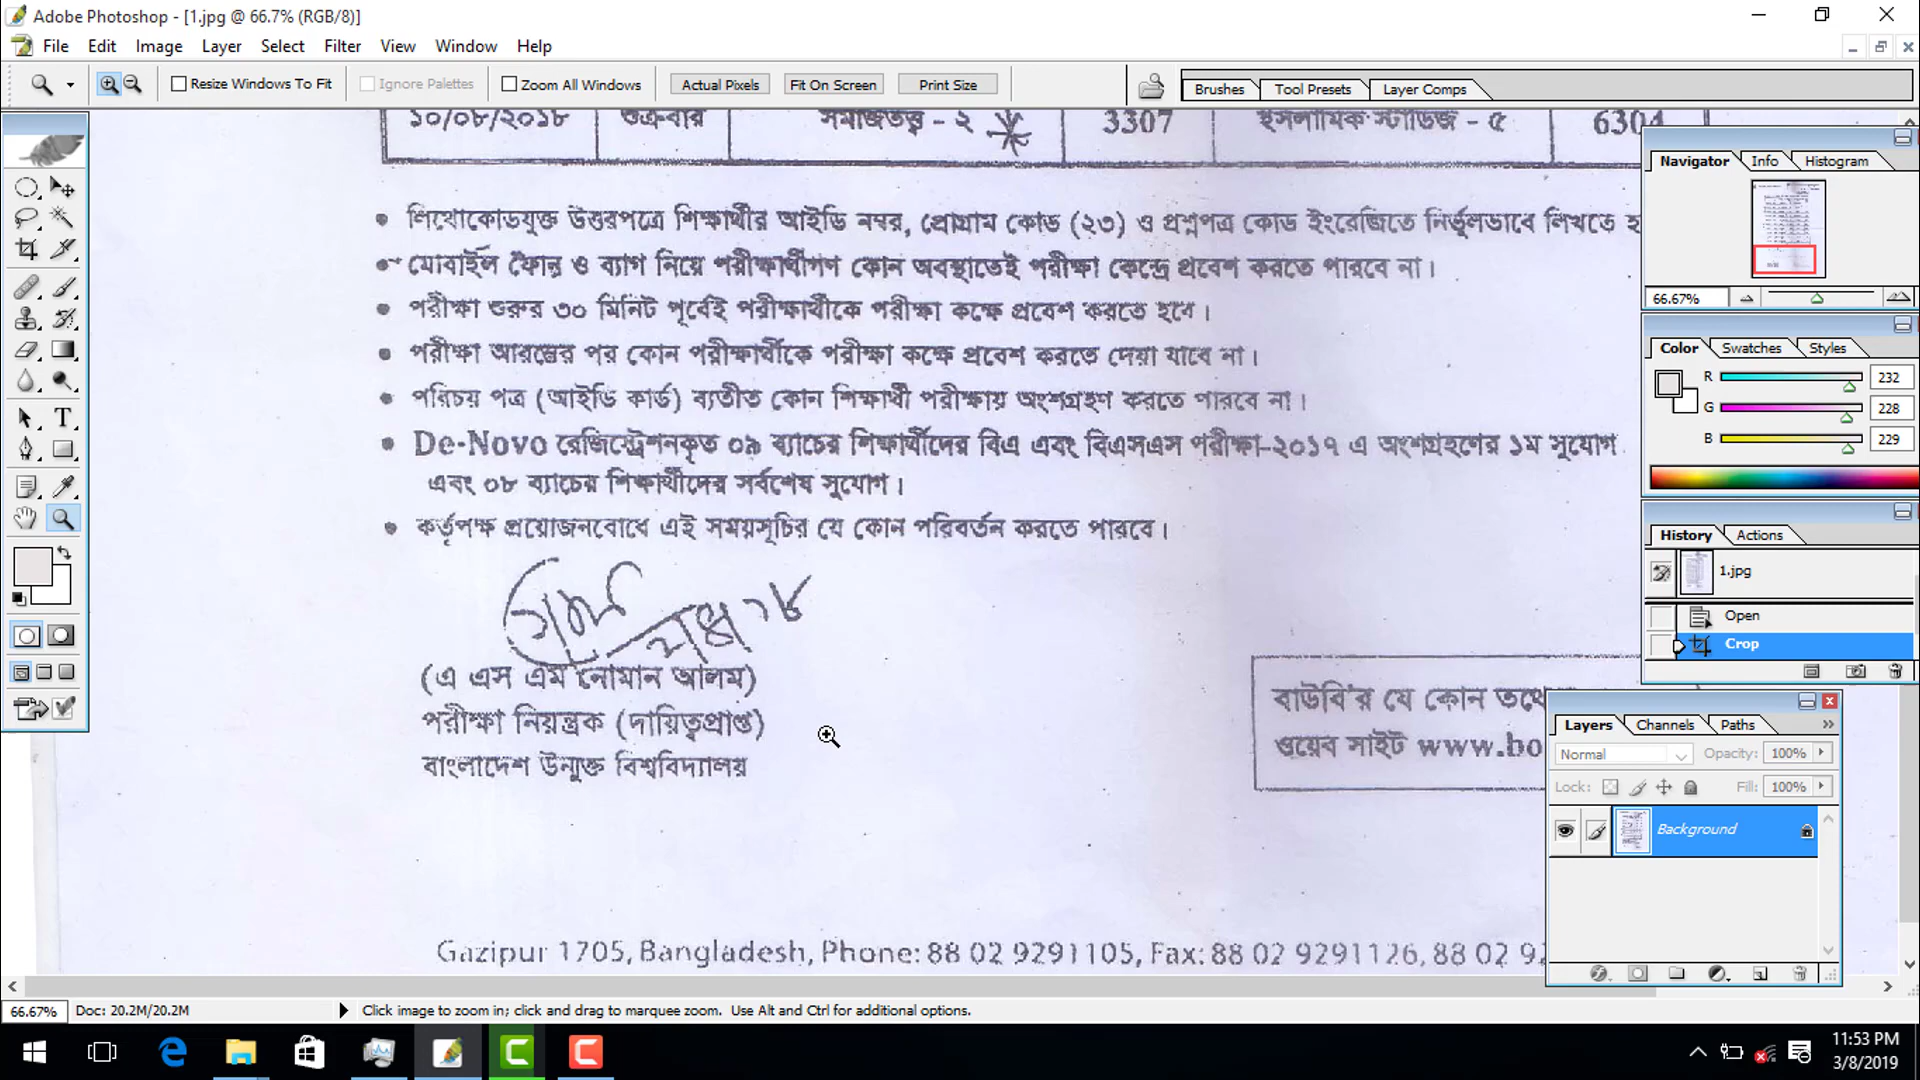 Adobe Photoshop - [1.jpg @ 66.7% (RGB/8)]
File Edit Image Layer Select Filter View Window Help
Resize Windows To Fit Ignore Palettes Zoom All Windows Actual Pixels Fit On Screen Print Size Brushes Tool Presets Layer Comps
১০/০৮/২০১৮ শুক্রবার সমাজতত্ত্ব - ২ 3307 ইসলামিক স্টাডিজ - ৫ 6304
• লিথোকোডযুক্ত উত্তরপত্রে শিক্ষার্থীর আইডি নম্বর, প্রোগ্রাম কোড (২৩) ও প্রশ্নপত্র কোড ইংরেজিতে নির্ভুলভাবে লিখতে হ
• মোবাইল ফোন ও ব্যাগ নিয়ে পরীক্ষার্থীগণ কোন অবস্থাতেই পরীক্ষা কেন্দ্রে প্রবেশ করতে পারবে না।
• পরীক্ষা শুরুর ৩০ মিনিট পূর্বেই পরীক্ষার্থীকে পরীক্ষা কক্ষে প্রবেশ করতে হবে।
• পরীক্ষা আরম্ভের পর কোন পরীক্ষার্থীকে পরীক্ষা কক্ষে প্রবেশ করতে দেয়া যাবে না।
• পরিচয় পত্র (আইডি কার্ড) ব্যতীত কোন শিক্ষার্থী পরীক্ষায় অংশগ্রহণ করতে পারবে না।
• De-Novo রেজিস্ট্রেশনকৃত ০৯ ব্যাচের শিক্ষার্থীদের বিএ এবং বিএসএস পরীক্ষা-২০১৭ এ অংশগ্রহণের ১ম সুযোগ
এবং ০৮ ব্যাচের শিক্ষার্থীদের সর্বশেষ সুযোগ।
• কর্তৃপক্ষ প্রয়োজনবোধে এই সময়সূচির যে কোন পরিবর্তন করতে পারবে।
(এ এস এম নোমান আলম)
পরীক্ষা নিয়ন্ত্রক (দায়িত্বপ্রাপ্ত)
বাংলাদেশ উন্মুক্ত বিশ্ববিদ্যালয়
বাউবি'র যে কোন তথ্যে
ওয়েব সাইট www.bo
Gazipur 1705, Bangladesh, Phone: 88 02 9291105, Fax: 88 02 9291126, 88 02 92
Navigator Info Histogram
66.67%
Color Swatches Styles
R 232
G 228
B 229
History Actions
1.jpg
Open
Crop
Layers Channels Paths
Normal Opacity: 100%
Lock: Fill: 100%
Background
66.67% Doc: 20.2M/20.2M Click image to zoom in; click and drag to marquee zoom. Use Alt and Ctrl for additional options.
11:53 PM
3/8/2019